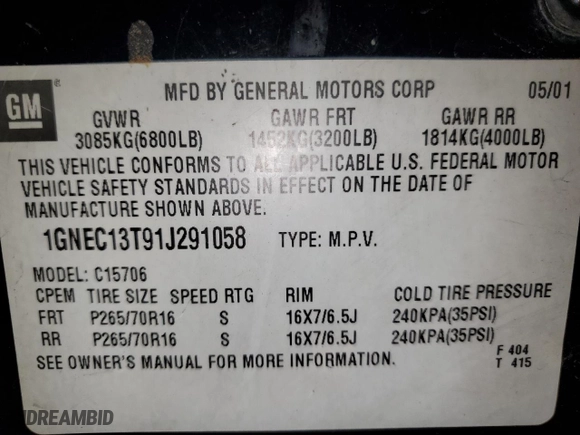 GM
MFD BY GENERAL MOTORS CORP 05/01
GVWR GAWR FRT GAWR RR
3085KG(6800LB) 1452KG(3200LB) 1814KG(4000LB)
THIS VEHICLE CONFORMS TO ALL APPLICABLE U.S. FEDERAL MOTOR
VEHICLE SAFETY STANDARDS IN EFFECT ON THE DATE OF
MANUFACTURE SHOWN ABOVE.
1GNEC13T91J291058 TYPE: M.P.V.
MODEL: C15706
CPEM TIRE SIZE SPEED RTG RIM COLD TIRE PRESSURE
FRT P265/70R16 S 16X7/6.5J 240KPA(35PSI)
RR P265/70R16 S 16X7/6.5J 240KPA(35PSI)
SEE OWNER'S MANUAL FOR MORE INFORMATION. F 404
T 415
IDREAMBID